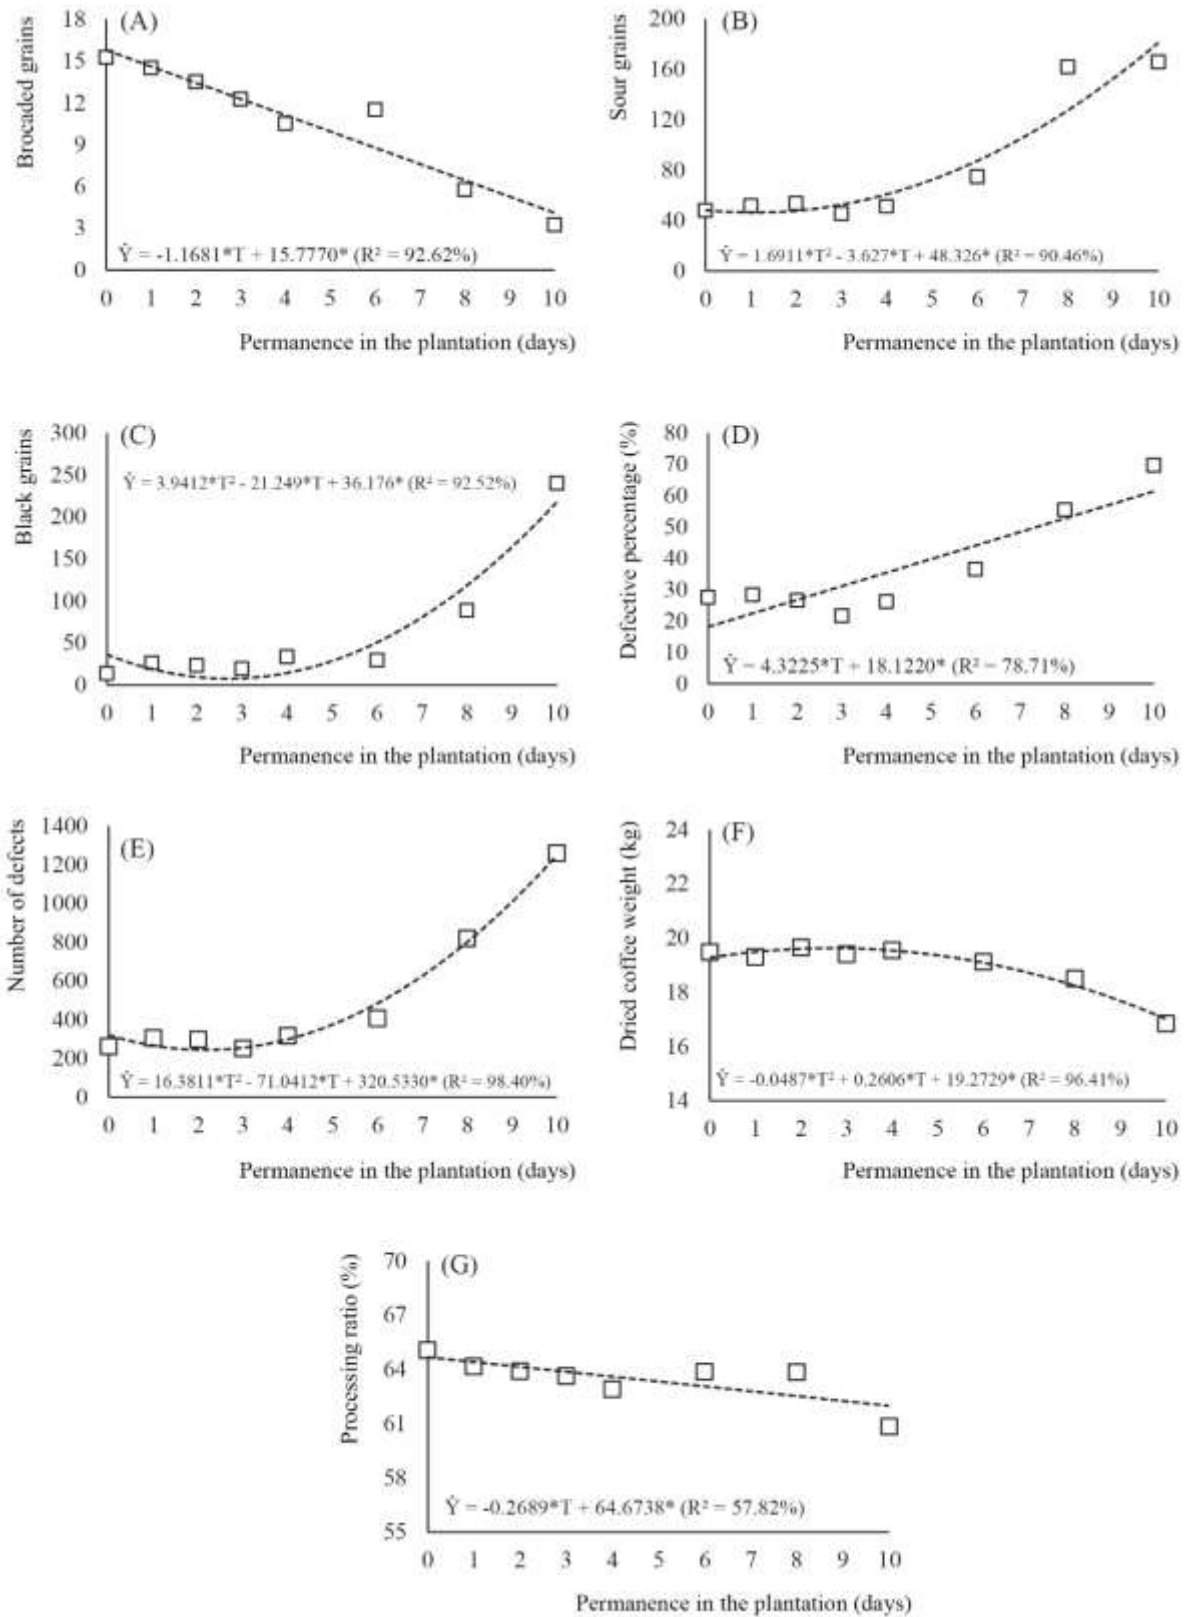 (A)
Brocaded grains
18
15
12
9
6
3
0
Ŷ = -1.1681*T + 15.7770* (R² = 92.62%)
0 1 2 3 4 5 6 7 8 9 10
Permanence in the plantation (days)
(B)
Sour grains
200
160
120
80
40
0
Ŷ = 1.6911*T² - 3.627*T + 48.326* (R² = 90.46%)
0 1 2 3 4 5 6 7 8 9 10
Permanence in the plantation (days)
(C)
Black grains
300
250
200
150
100
50
0
Ŷ = 3.9412*T² - 21.249*T + 36.176* (R² = 92.52%)
0 1 2 3 4 5 6 7 8 9 10
Permanence in the plantation (days)
(D)
Defective percentage (%)
80
70
60
50
40
30
20
10
0
Ŷ = 4.3225*T + 18.1220* (R² = 78.71%)
0 1 2 3 4 5 6 7 8 9 10
Permanence in the plantation (days)
(E)
Number of defects
1400
1200
1000
800
600
400
200
0
Ŷ = 16.3811*T² - 71.0412*T + 320.5330* (R² = 98.40%)
0 1 2 3 4 5 6 7 8 9 10
Permanence in the plantation (days)
(F)
Dried coffee weight (kg)
24
22
20
18
16
14
Ŷ = -0.0487*T² + 0.2606*T + 19.2729* (R² = 96.41%)
0 1 2 3 4 5 6 7 8 9 10
Permanence in the plantation (days)
(G)
Processing ratio (%)
70
67
64
61
58
55
Ŷ = -0.2689*T + 64.6738* (R² = 57.82%)
0 1 2 3 4 5 6 7 8 9 10
Permanence in the plantation (days)